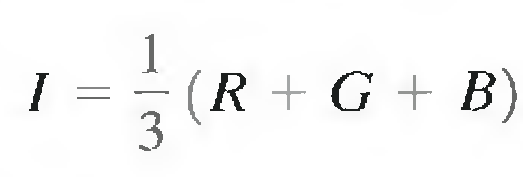 I = 1/3 (R + G + B)